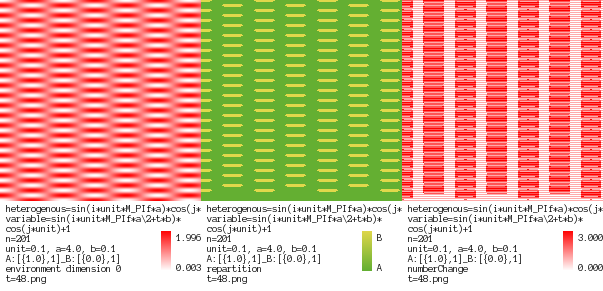 heterogenous=sin(i*unit*M_PIf*a)*cos(j*
variable=sin(i*unit*M_PIf*a\2+t*b)*
cos(j*unit)+1
n=201
unit=0.1, a=4.0, b=0.1
A:[{1.0},1]_B:[{0.0},1]
environment dimension 0
t=48.png
1.996
0.003
heterogenous=sin(i*unit*M_PIf*a)*cos(j*
variable=sin(i*unit*M_PIf*a\2+t*b)*
cos(j*unit)+1
n=201
unit=0.1, a=4.0, b=0.1
A:[{1.0},1]_B:[{0.0},1]
repartition
t=48.png
B
A
heterogenous=sin(i*unit*M_PIf*a)*cos(j*
variable=sin(i*unit*M_PIf*a\2+t*b)*
cos(j*unit)+1
n=201
unit=0.1, a=4.0, b=0.1
A:[{1.0},1]_B:[{0.0},1]
numberChange
t=48.png
3.000
0.000